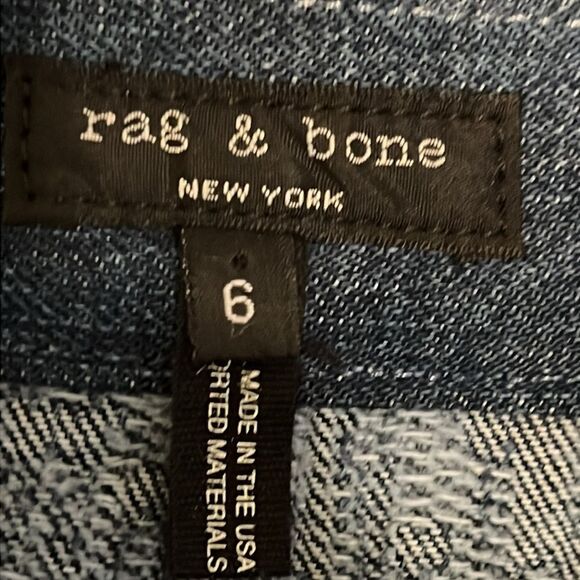 rag & bone
NEW YORK
6
MADE IN THE USA
RTED MATERIALS